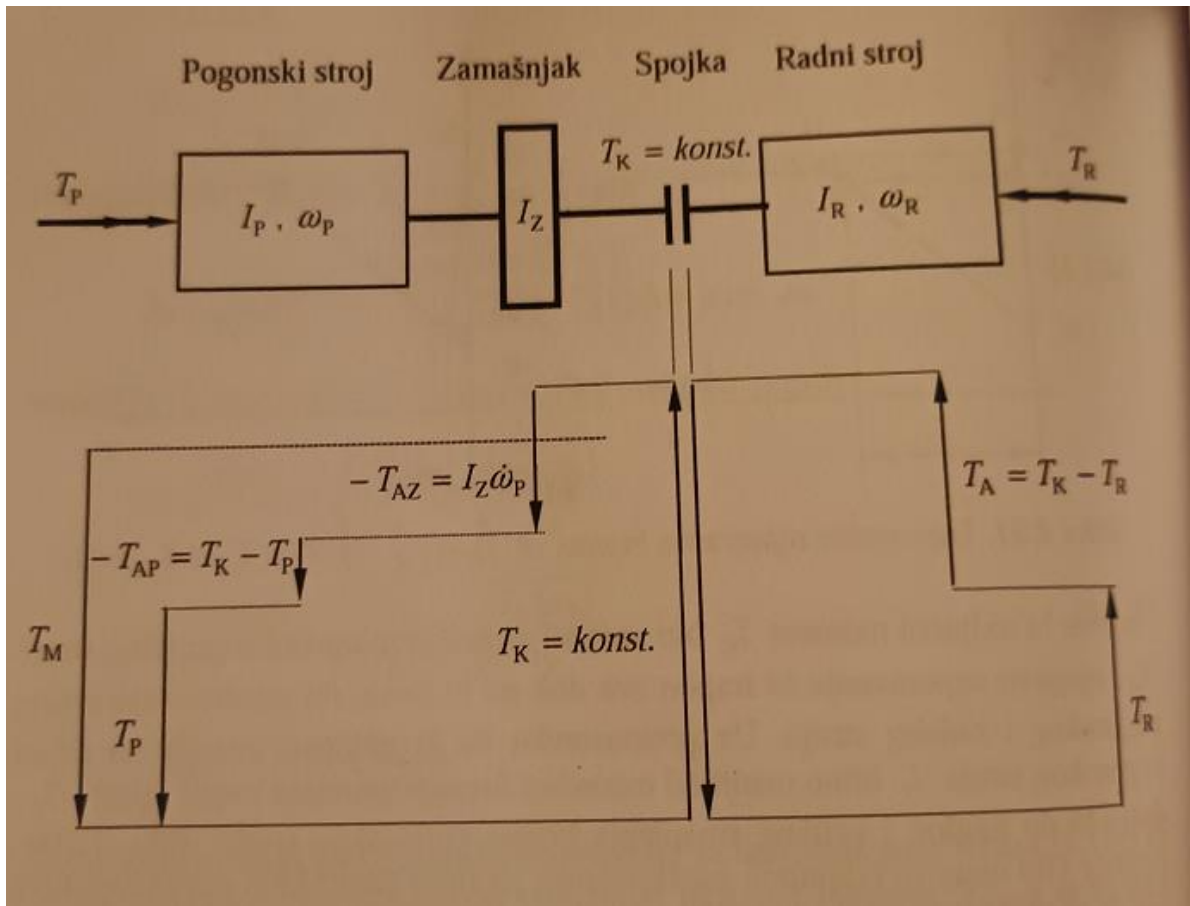 Pogonski stroj Zamašnjak Spojka Radni stroj
T_K = konst.
T_P
I_P , ω_P
I_Z
I_R , ω_R
T_R
− T_AZ = I_Z ω̇_P
T_A = T_K − T_R
− T_AP = T_K − T_P
T_M
T_K = konst.
T_P
T_R